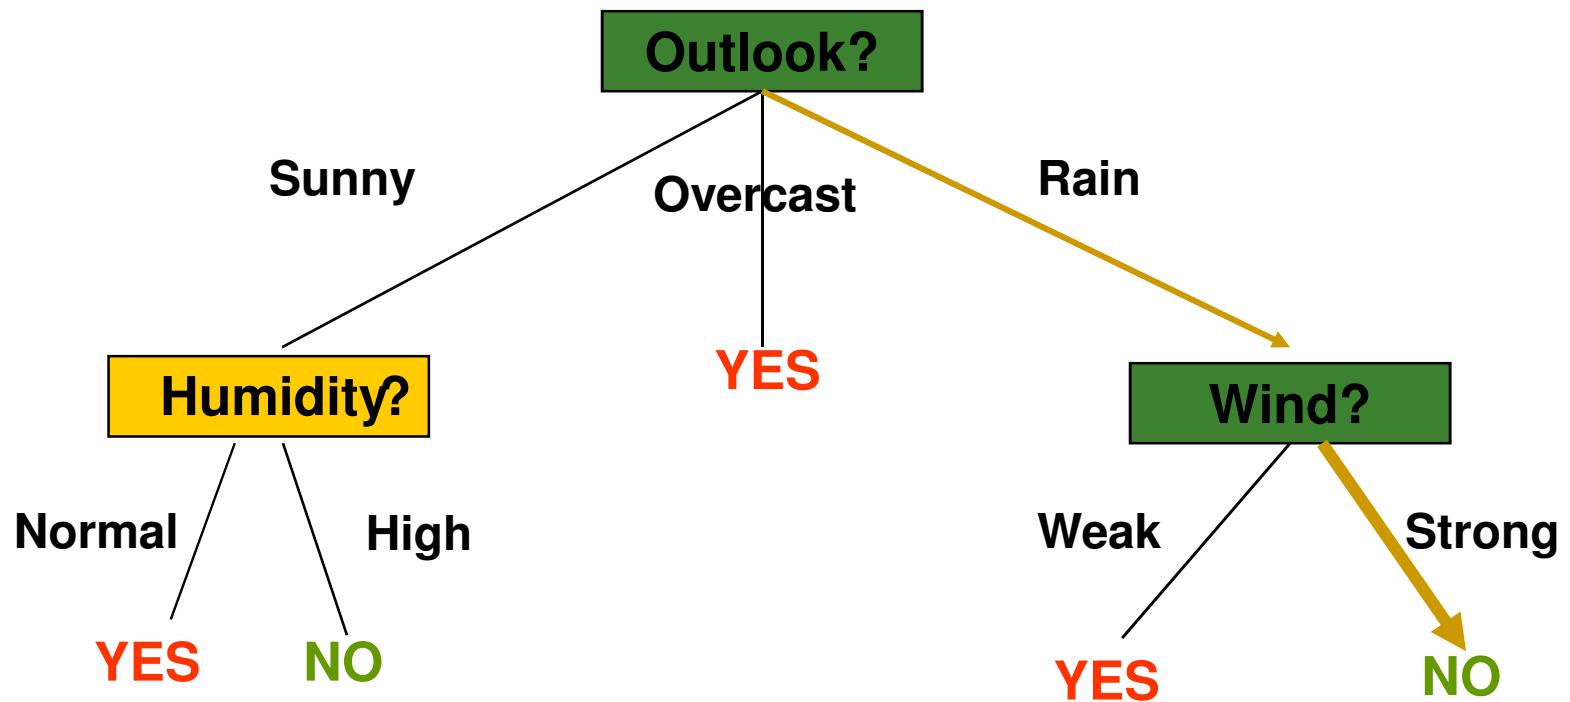 Outlook?
Sunny
Overcast
Rain
YES
Humidity?
Wind?
Normal
High
Weak
Strong
YES
NO
YES
NO